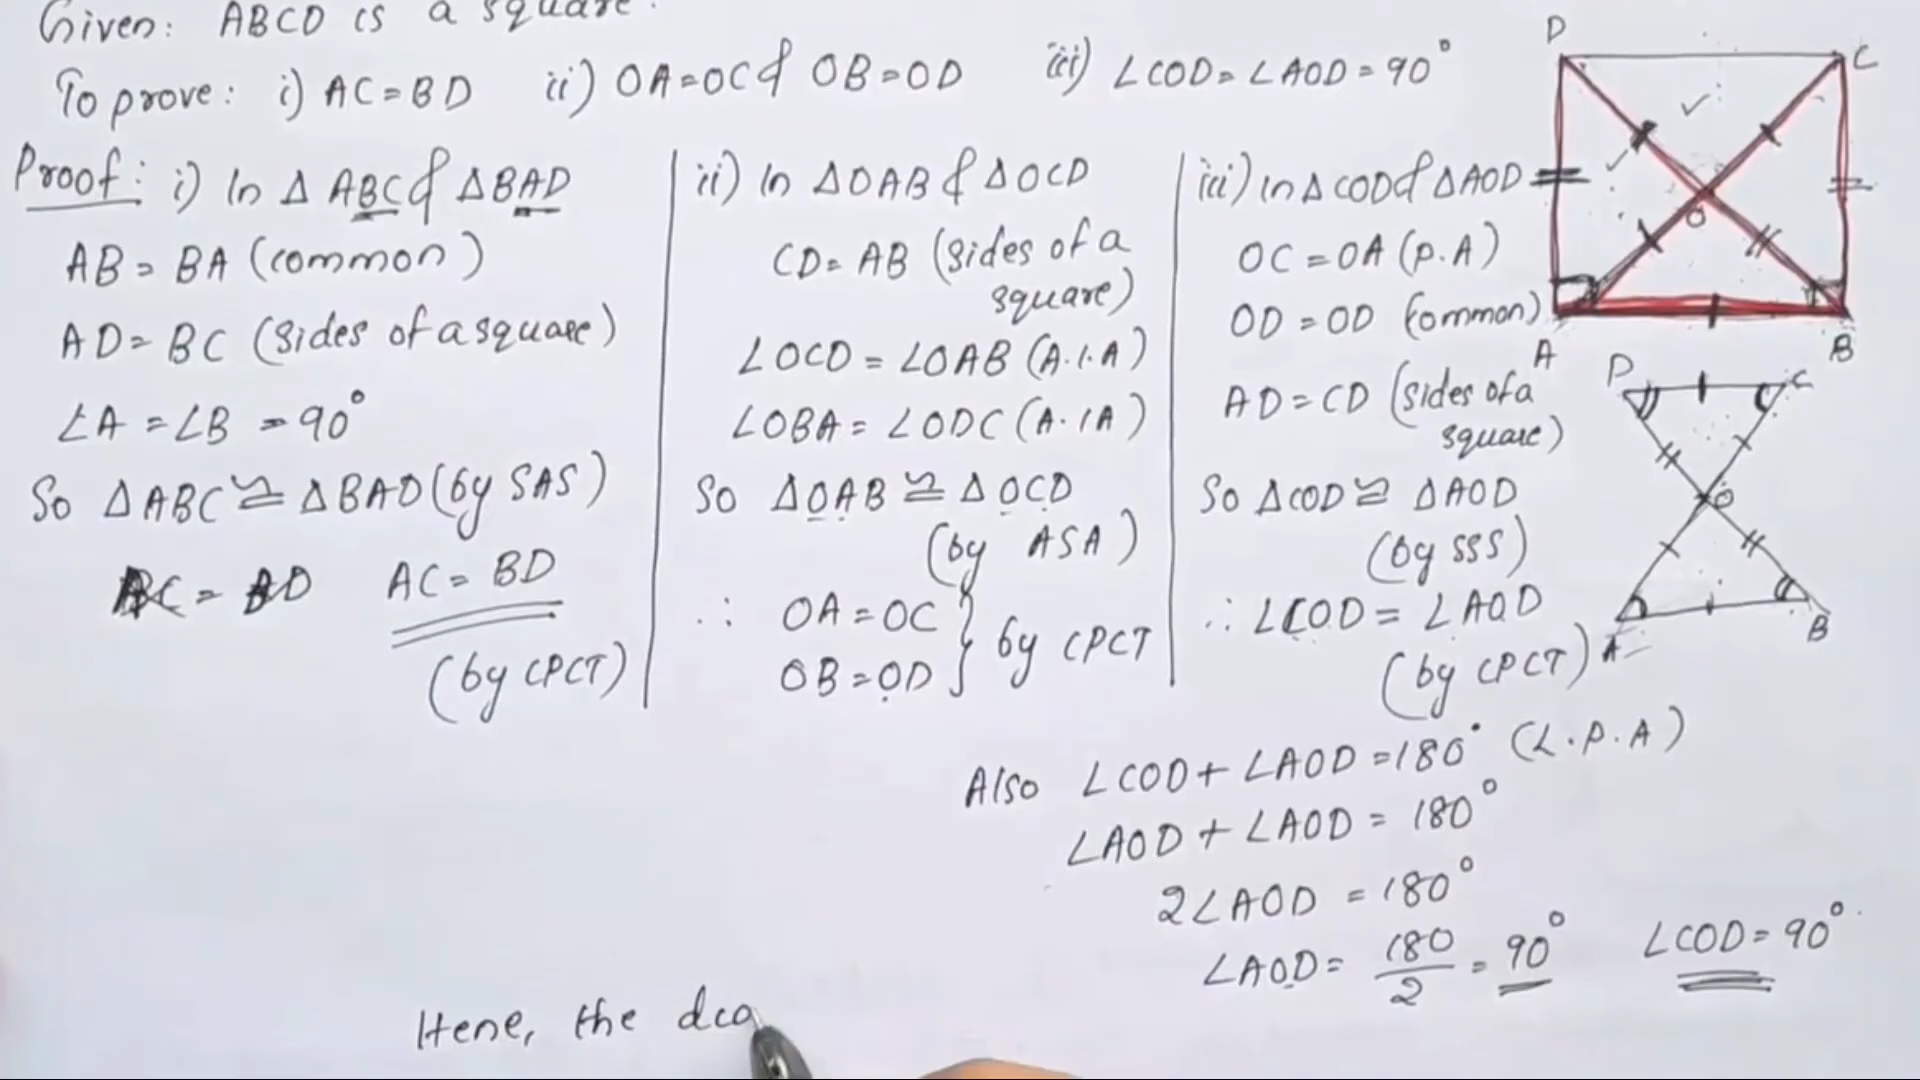 Given: ABCD is a square.
To prove: i) AC=BD ii) OA=OC & OB=OD iii) ∠COD=∠AOD=90°
Proof: i) In △ ABC & △BAD
AB = BA (common)
AD = BC (sides of a square)
∠A = ∠B = 90°
So △ABC ≅ △BAD (by SAS)
AC = BD
(by CPCT)
ii) In △OAB & △OCD
CD = AB (sides of a
square)
∠OCD = ∠OAB (A.I.A)
∠OBA = ∠ODC (A.IA)
So △OAB ≅ △OCD
(by ASA)
∴ OA = OC
OB = OD } by CPCT
iii) In △COD & △AOD
OC = OA (P.A)
OD = OD (common)
AD = CD (sides of a
square)
So △COD ≅ △AOD
(by SSS)
∴ ∠COD = ∠AOD
(by CPCT)
Also ∠COD + ∠AOD = 180° (L.P.A)
∠AOD + ∠AOD = 180°
2∠AOD = 180°
∠AOD = 180/2 = 90° ∠COD = 90°
Hene, the dia
D C
O
A B
D C
O
A B